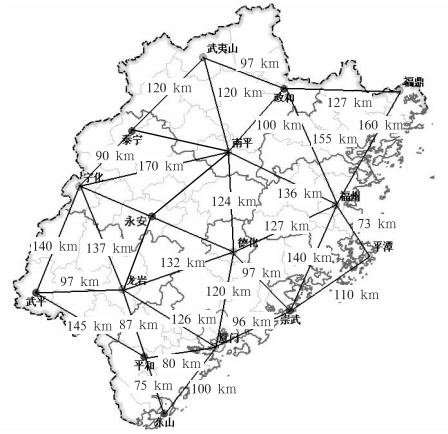 武夷山
97 km
福鼎
120 km
120 km
政和
127 km
泰宁
100 km
155 km
160 km
南平
90 km
170 km
宁化
136 km
福州
124 km
永安
127 km
73 km
140 km
137 km
132 km
德化
140 km
平潭
97 km
97 km
龙岩
120 km
110 km
武平
崇武
145 km
87 km
126 km
96 km
厦门
平和
80 km
75 km
100 km
东山